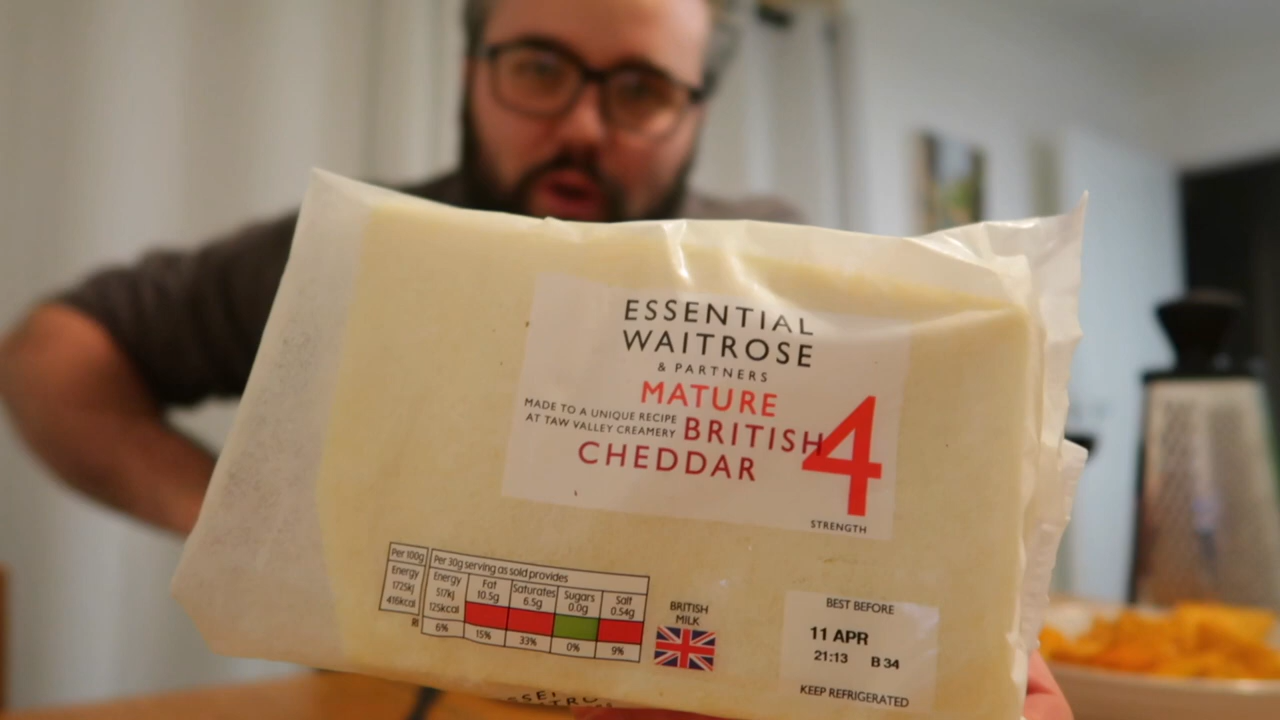 ESSENTIAL
WAITROSE
& PARTNERS
MATURE
MADE TO A UNIQUE RECIPE
AT TAW VALLEY CREAMERY
BRITISH
CHEDDAR
4
STRENGTH
Per 100g
Energy
1725kJ
416kcal
Per 30g serving as sold provides
Energy
517kJ
125kcal
Fat
10.5g
Saturates
6.5g
Sugars
0.0g
Salt
0.54g
RI
6%
15%
33%
0%
9%
BRITISH
MILK
BEST BEFORE
11 APR
21:13 B 34
KEEP REFRIGERATED